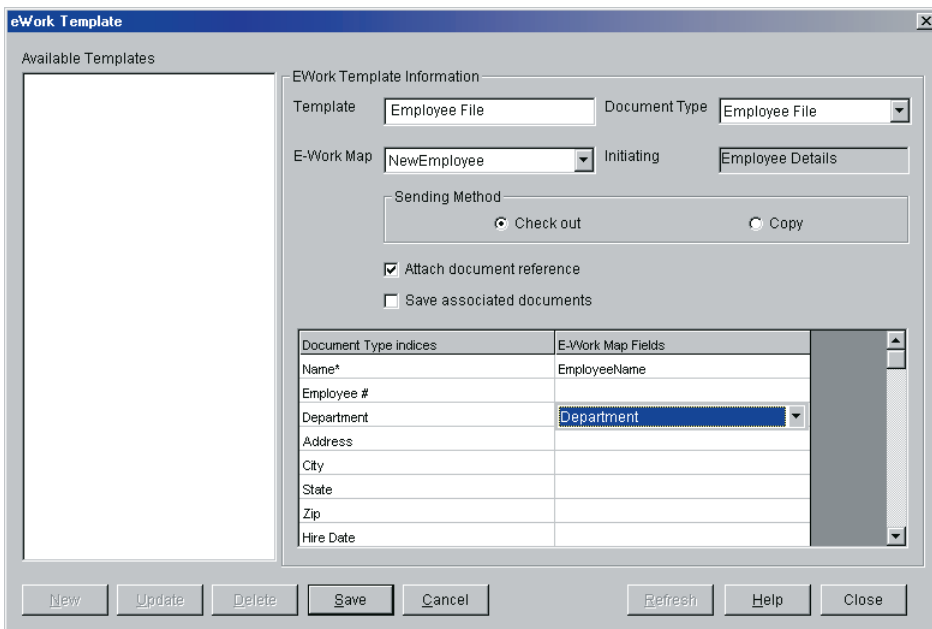 eWork Template
Available Templates
EWork Template Information
Template Employee File Document Type Employee File
E-Work Map NewEmployee Initiating Employee Details
Sending Method
Check out Copy
Attach document reference
Save associated documents
Document Type indices E-Work Map Fields
Name* EmployeeName
Employee #
Department Department
Address
City
State
Zip
Hire Date
New Update Delete Save Cancel Refresh Help Close